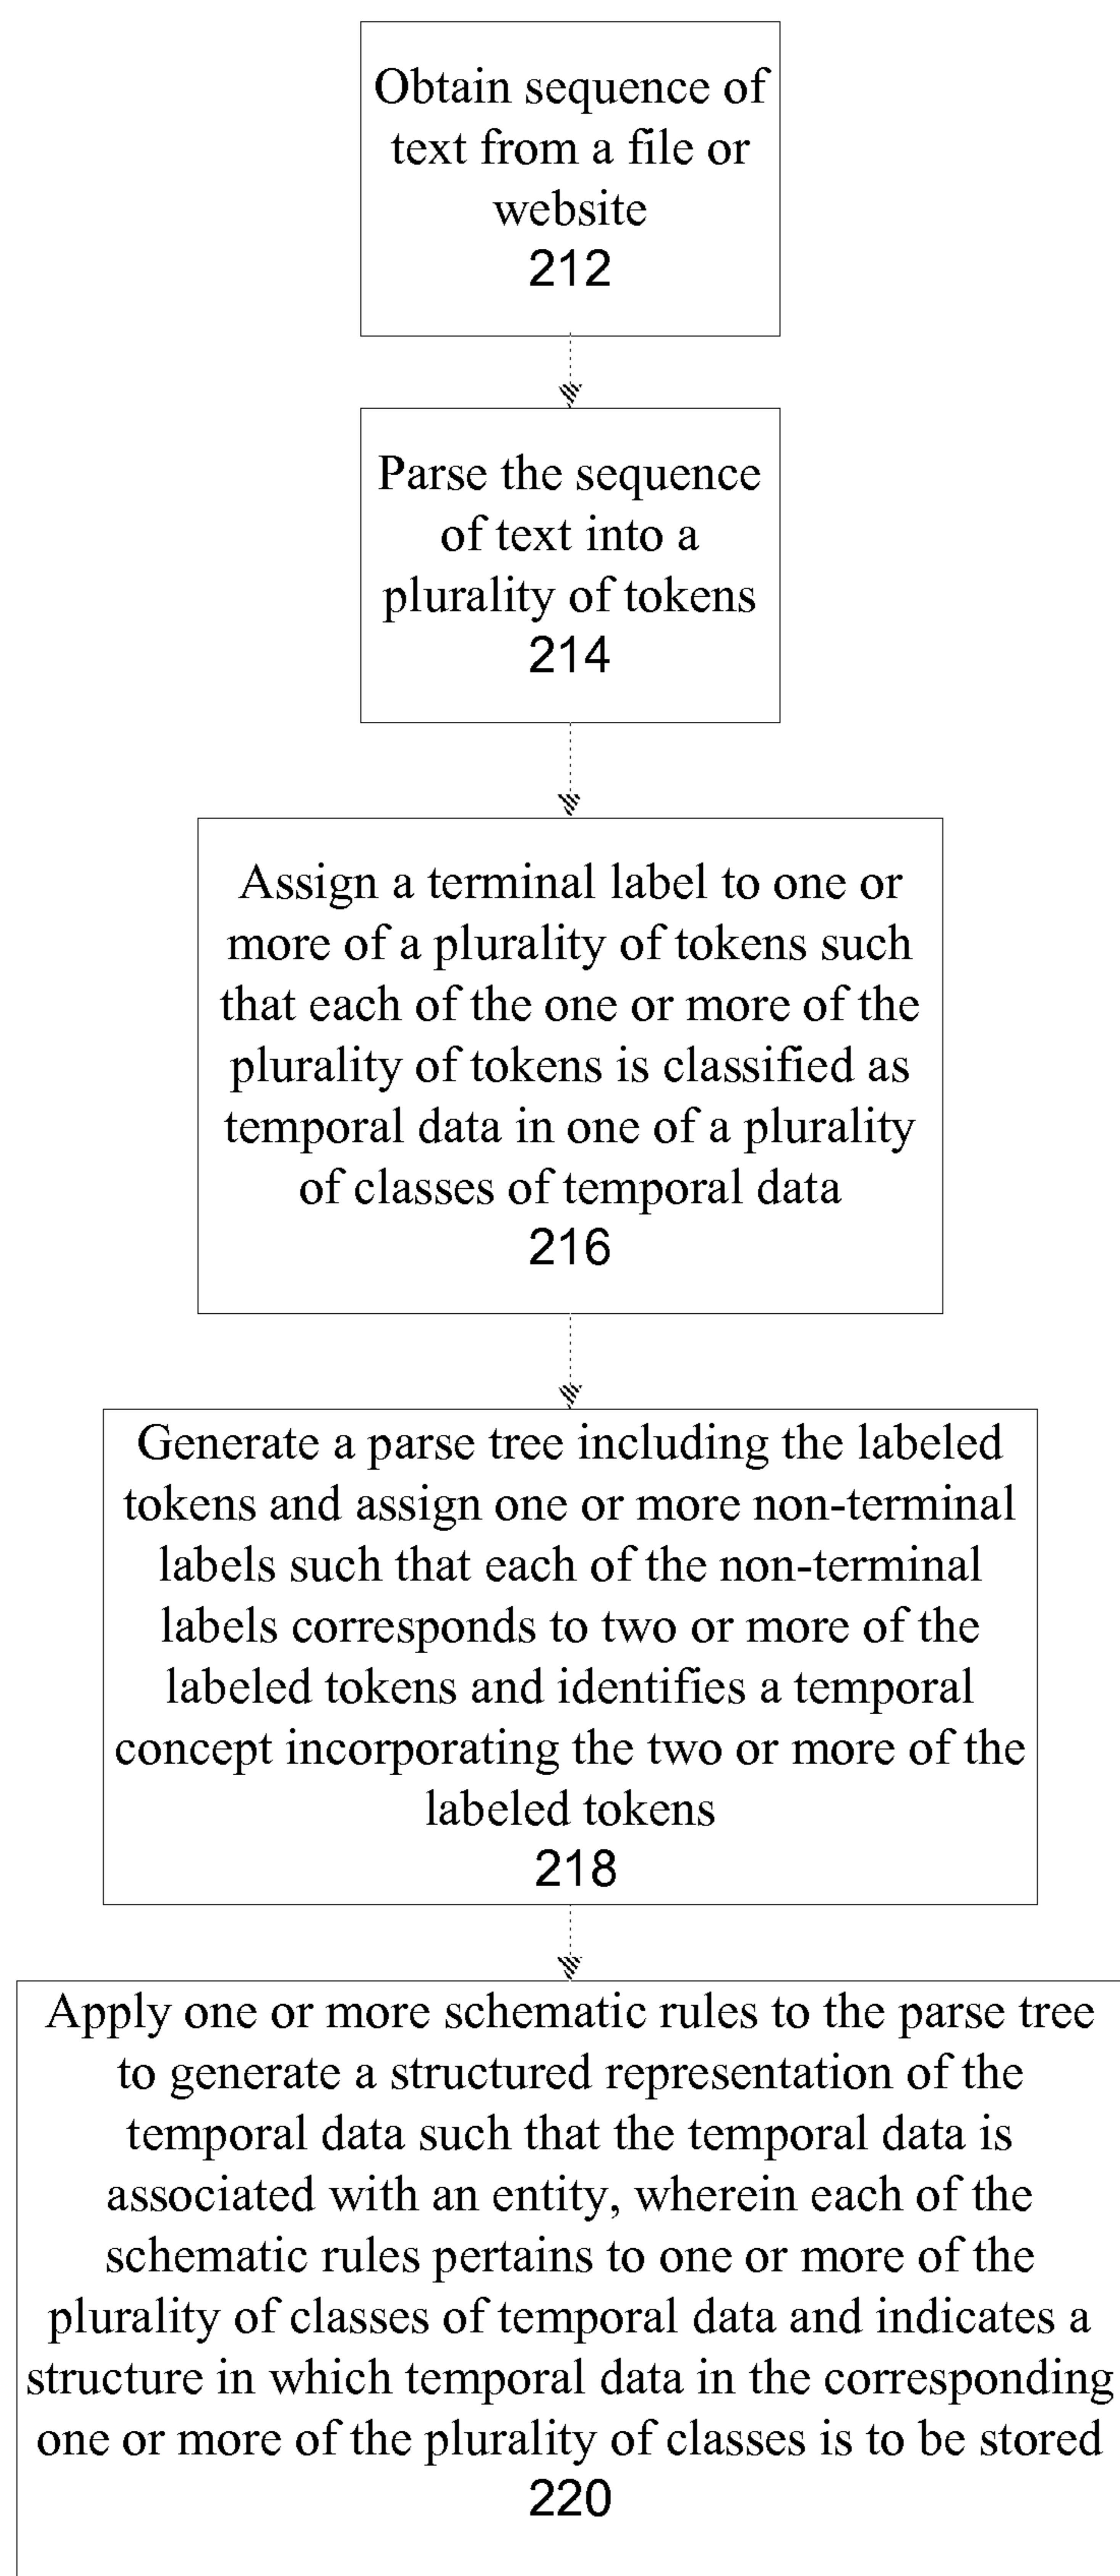 Obtain sequence of
text from a file or
website
212
Parse the sequence
of text into a
plurality of tokens
214
Assign a terminal label to one or
more of a plurality of tokens such
that each of the one or more of the
plurality of tokens is classified as
temporal data in one of a plurality
of classes of temporal data
216
Generate a parse tree including the labeled
tokens and assign one or more non-terminal
labels such that each of the non-terminal
labels corresponds to two or more of the
labeled tokens and identifies a temporal
concept incorporating the two or more of the
labeled tokens
218
Apply one or more schematic rules to the parse tree
to generate a structured representation of the
temporal data such that the temporal data is
associated with an entity, wherein each of the
schematic rules pertains to one or more of the
plurality of classes of temporal data and indicates a
structure in which temporal data in the corresponding
one or more of the plurality of classes is to be stored
220